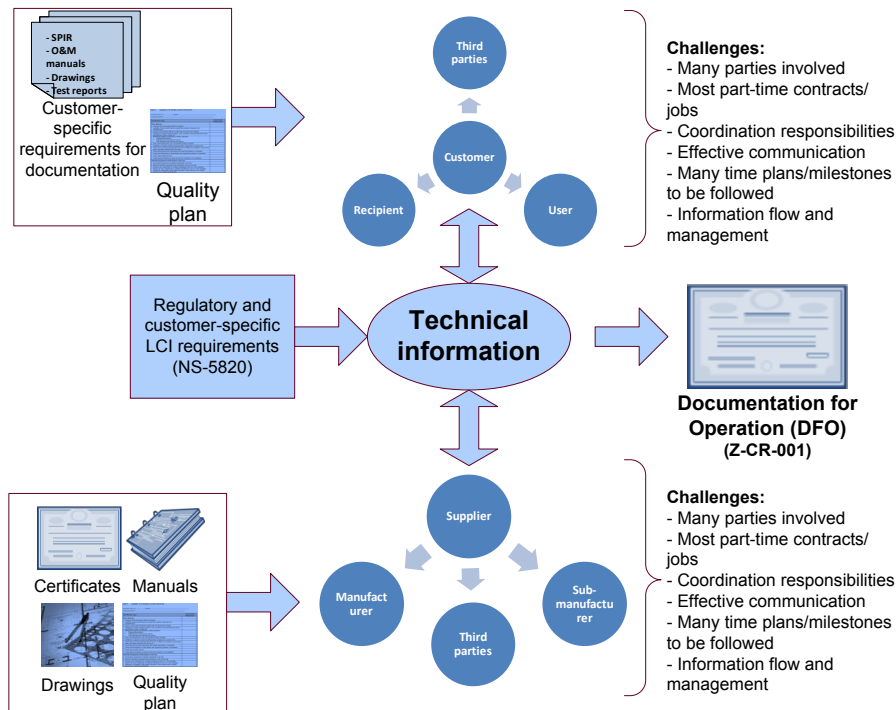 - SPIR
- O&M
manuals
- Drawings
- Test reports
Customer-
specific
requirements for
documentation
Quality
plan
Third
parties
Customer
Recipient
User
Challenges:
- Many parties involved
- Most part-time contracts/
jobs
- Coordination responsibilities
- Effective communication
- Many time plans/milestones
to be followed
- Information flow and
management
Regulatory and
customer-specific
LCI requirements
(NS-5820)
Technical
information
Documentation for
Operation (DFO)
(Z-CR-001)
Certificates
Manuals
Drawings
Quality
plan
Supplier
Manufact
urer
Third
parties
Sub-
manufactu
rer
Challenges:
- Many parties involved
- Most part-time contracts/
jobs
- Coordination responsibilities
- Effective communication
- Many time plans/milestones
to be followed
- Information flow and
management